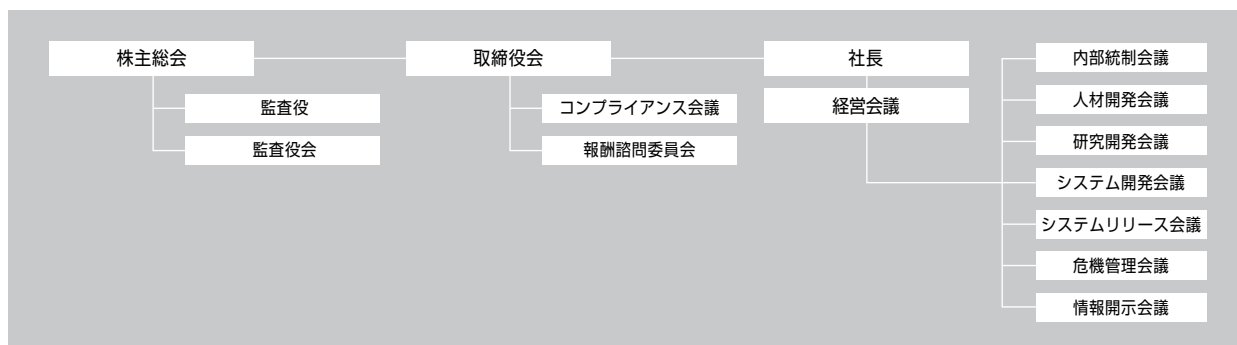 株主総会
監査役
監査役会
取締役会
コンプライアンス会議
報酬諮問委員会
社長
経営会議
内部統制会議
人材開発会議
研究開発会議
システム開発会議
システムリリース会議
危機管理会議
情報開示会議